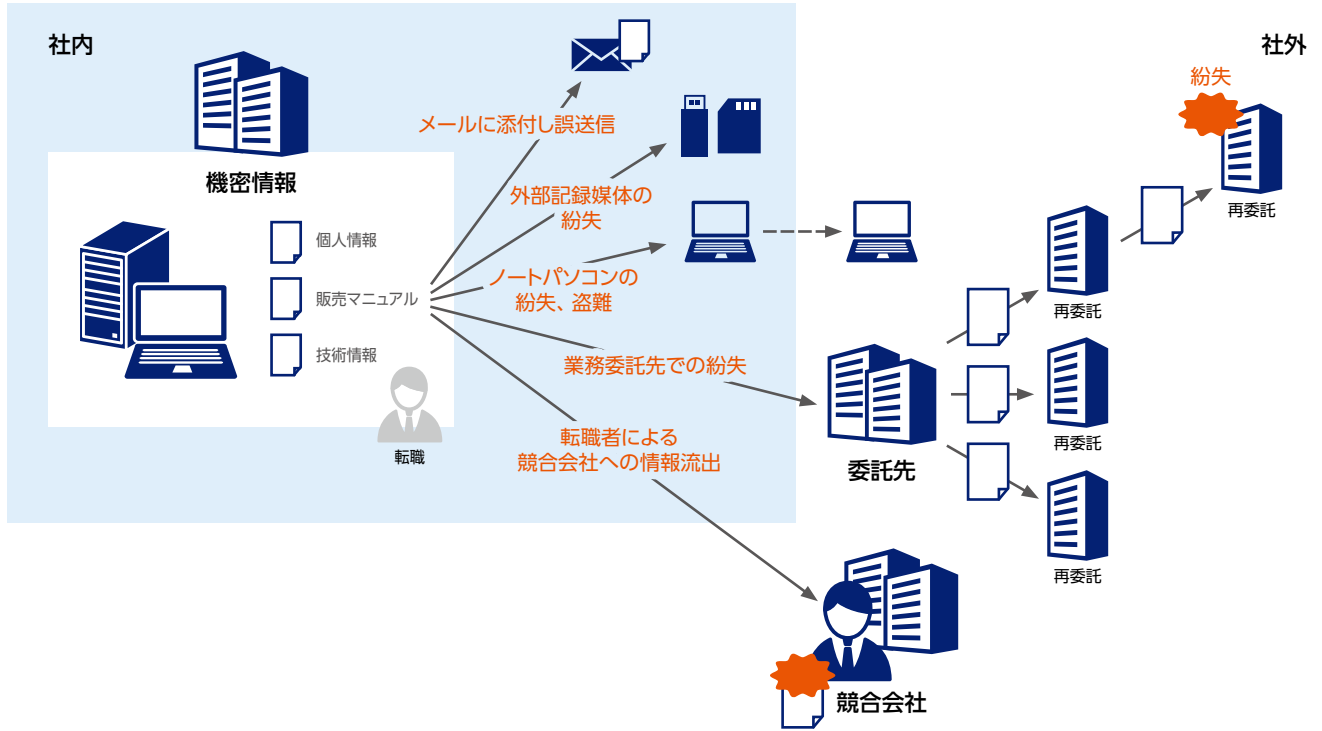 社内
社外
機密情報
個人情報
販売マニュアル
技術情報
転職
メールに添付し誤送信
外部記録媒体の
紛失
ノートパソコンの
紛失、盗難
業務委託先での紛失
転職者による
競合会社への情報流出
委託先
再委託
再委託
再委託
紛失
再委託
競合会社